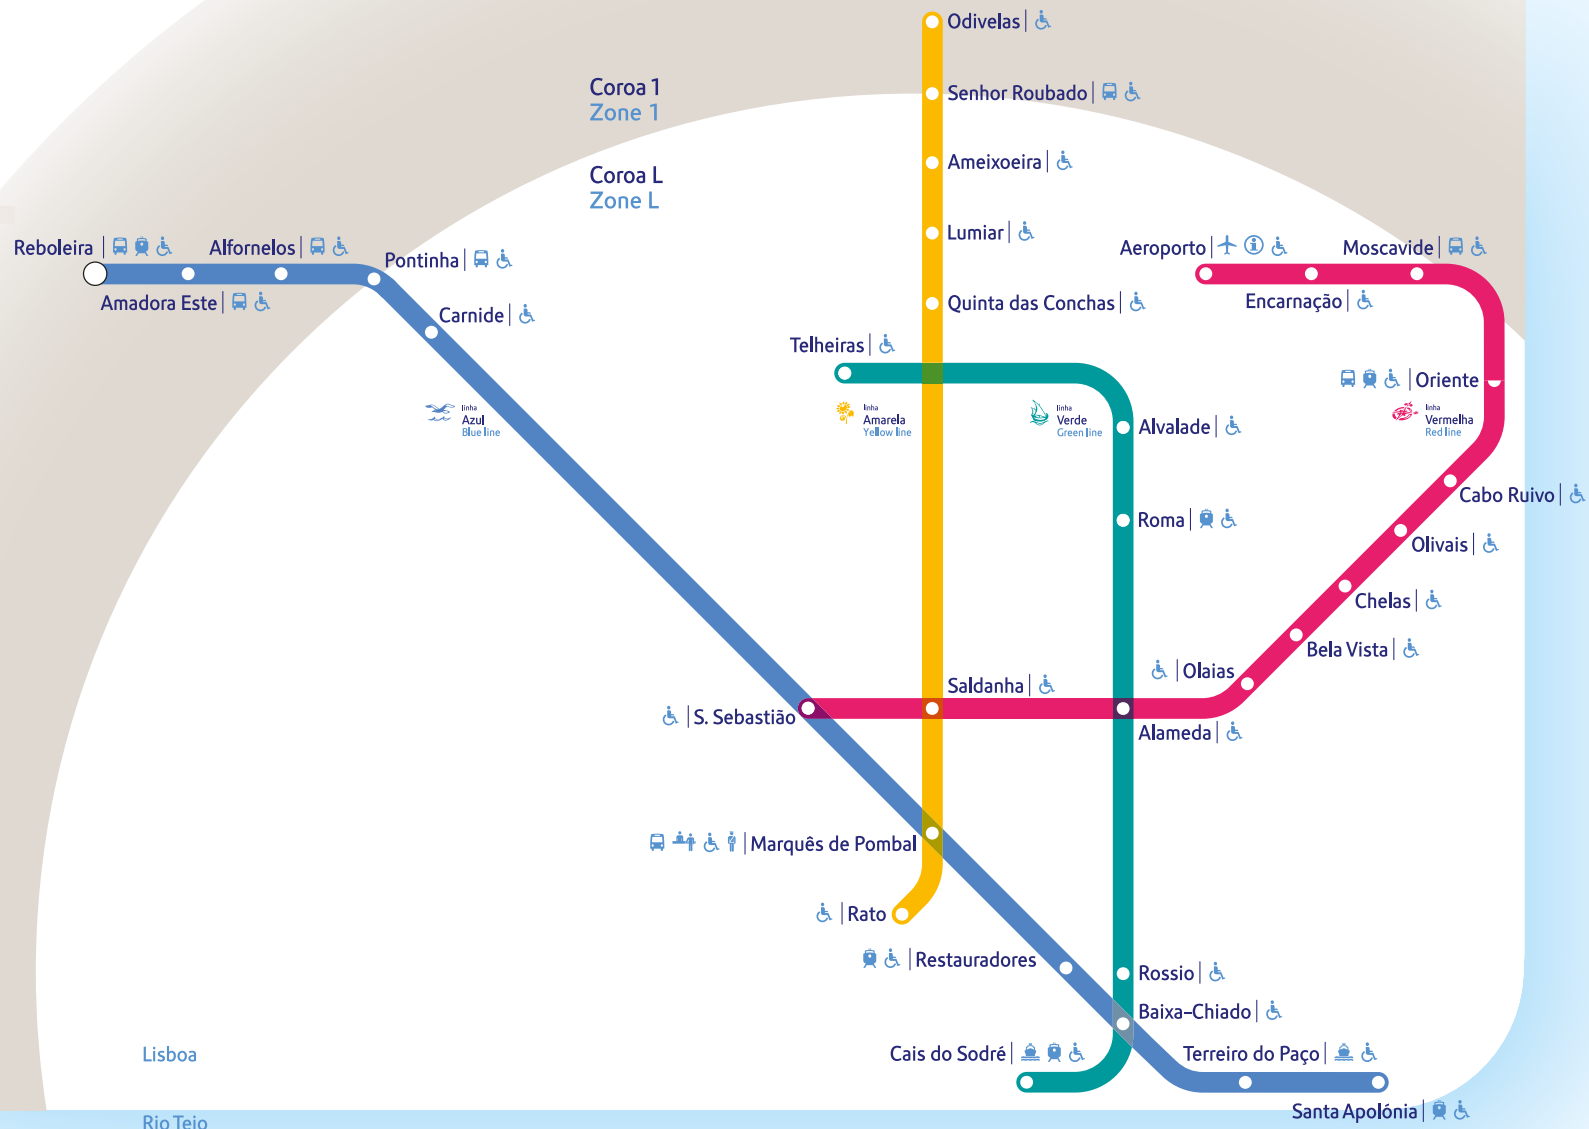 Odivelas
Coroa 1
Zone 1
Senhor Roubado
Ameixoeira
Coroa L
Zone L
Lumiar
Reboleira
Alfornelos
Pontinha
Aeroporto
Moscavide
Amadora Este
Carnide
Quinta das Conchas
Encarnação
Telheiras
Oriente
linha
Azul
Blue line
linha
Amarela
Yellow line
linha
Verde
Green line
Alvalade
linha
Vermelha
Red line
Cabo Ruivo
Roma
Olivais
Chelas
Bela Vista
Olaias
Saldanha
S. Sebastião
Alameda
Marquês de Pombal
Rato
Restauradores
Rossio
Baixa-Chiado
Lisboa
Cais do Sodré
Terreiro do Paço
Santa Apolónia
Rio Tejo